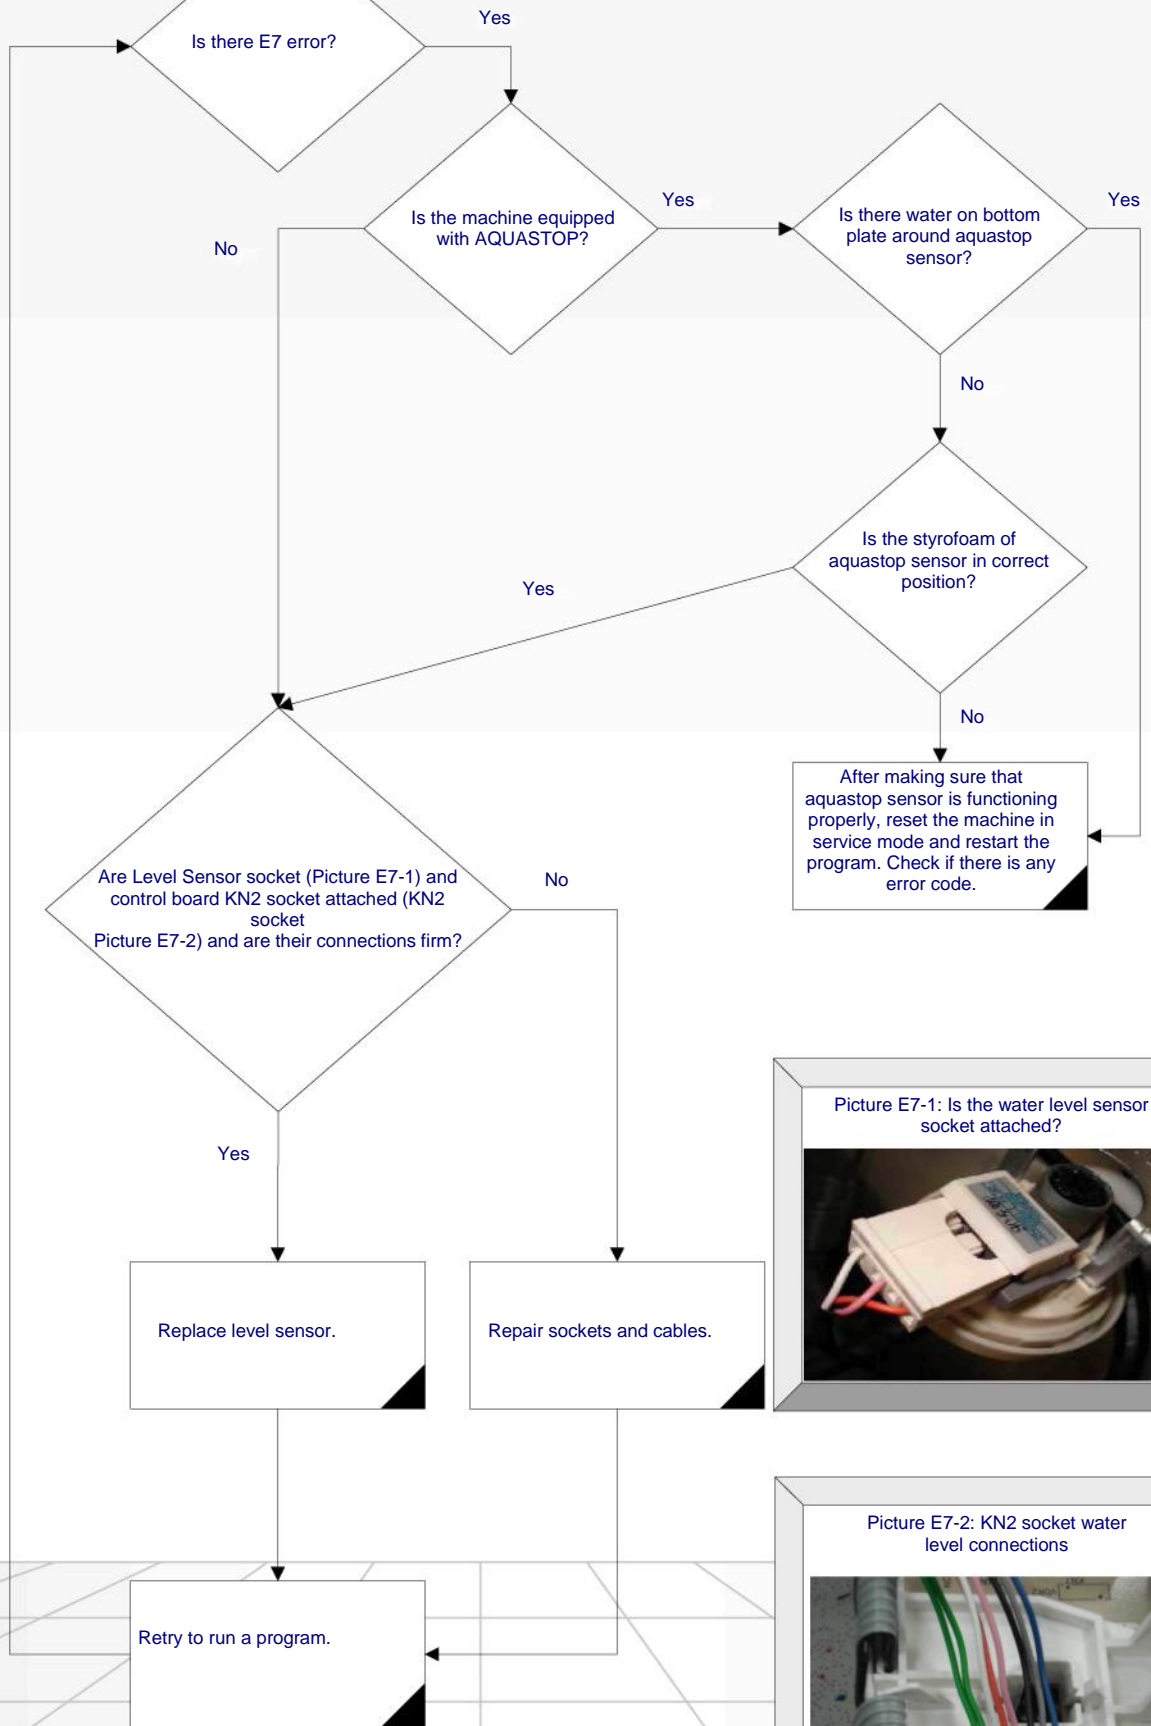 Yes
Is there E7 error?
Is the machine equipped
with AQUASTOP?
Yes
Is there water on bottom
plate around aquastop
sensor?
Yes
No
No
Is the styrofoam of
aquastop sensor in correct
position?
Yes
No
After making sure that
aquastop sensor is functioning
properly, reset the machine in
service mode and restart the
program. Check if there is any
error code.
Are Level Sensor socket (Picture E7-1) and
control board KN2 socket attached (KN2
socket
Picture E7-2) and are their connections firm?
No
Yes
Picture E7-1: Is the water level sensor
socket attached?
Replace level sensor.
Repair sockets and cables.
Picture E7-2: KN2 socket water
level connections
Retry to run a program.